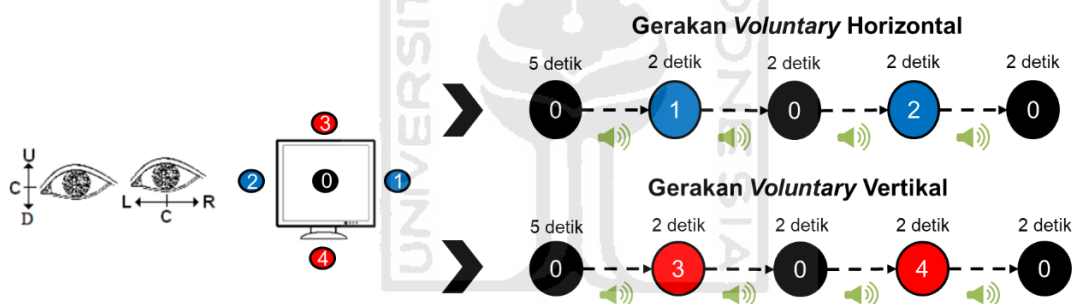 Gerakan Voluntary Horizontal
5 detik 2 detik 2 detik 2 detik 2 detik
0 1 0 2 0
3
U
C
D
L C R
2 0 1
4
Gerakan Voluntary Vertikal
5 detik 2 detik 2 detik 2 detik 2 detik
0 3 0 4 0
UNIVERSIT
DONESIA